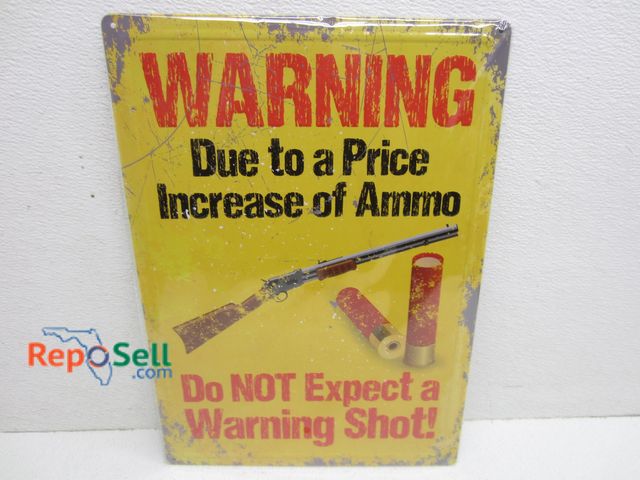 WARNING
Due to a Price
Increase of Ammo
RepoSell
.com
Do NOT Expect a
Warning Shot!